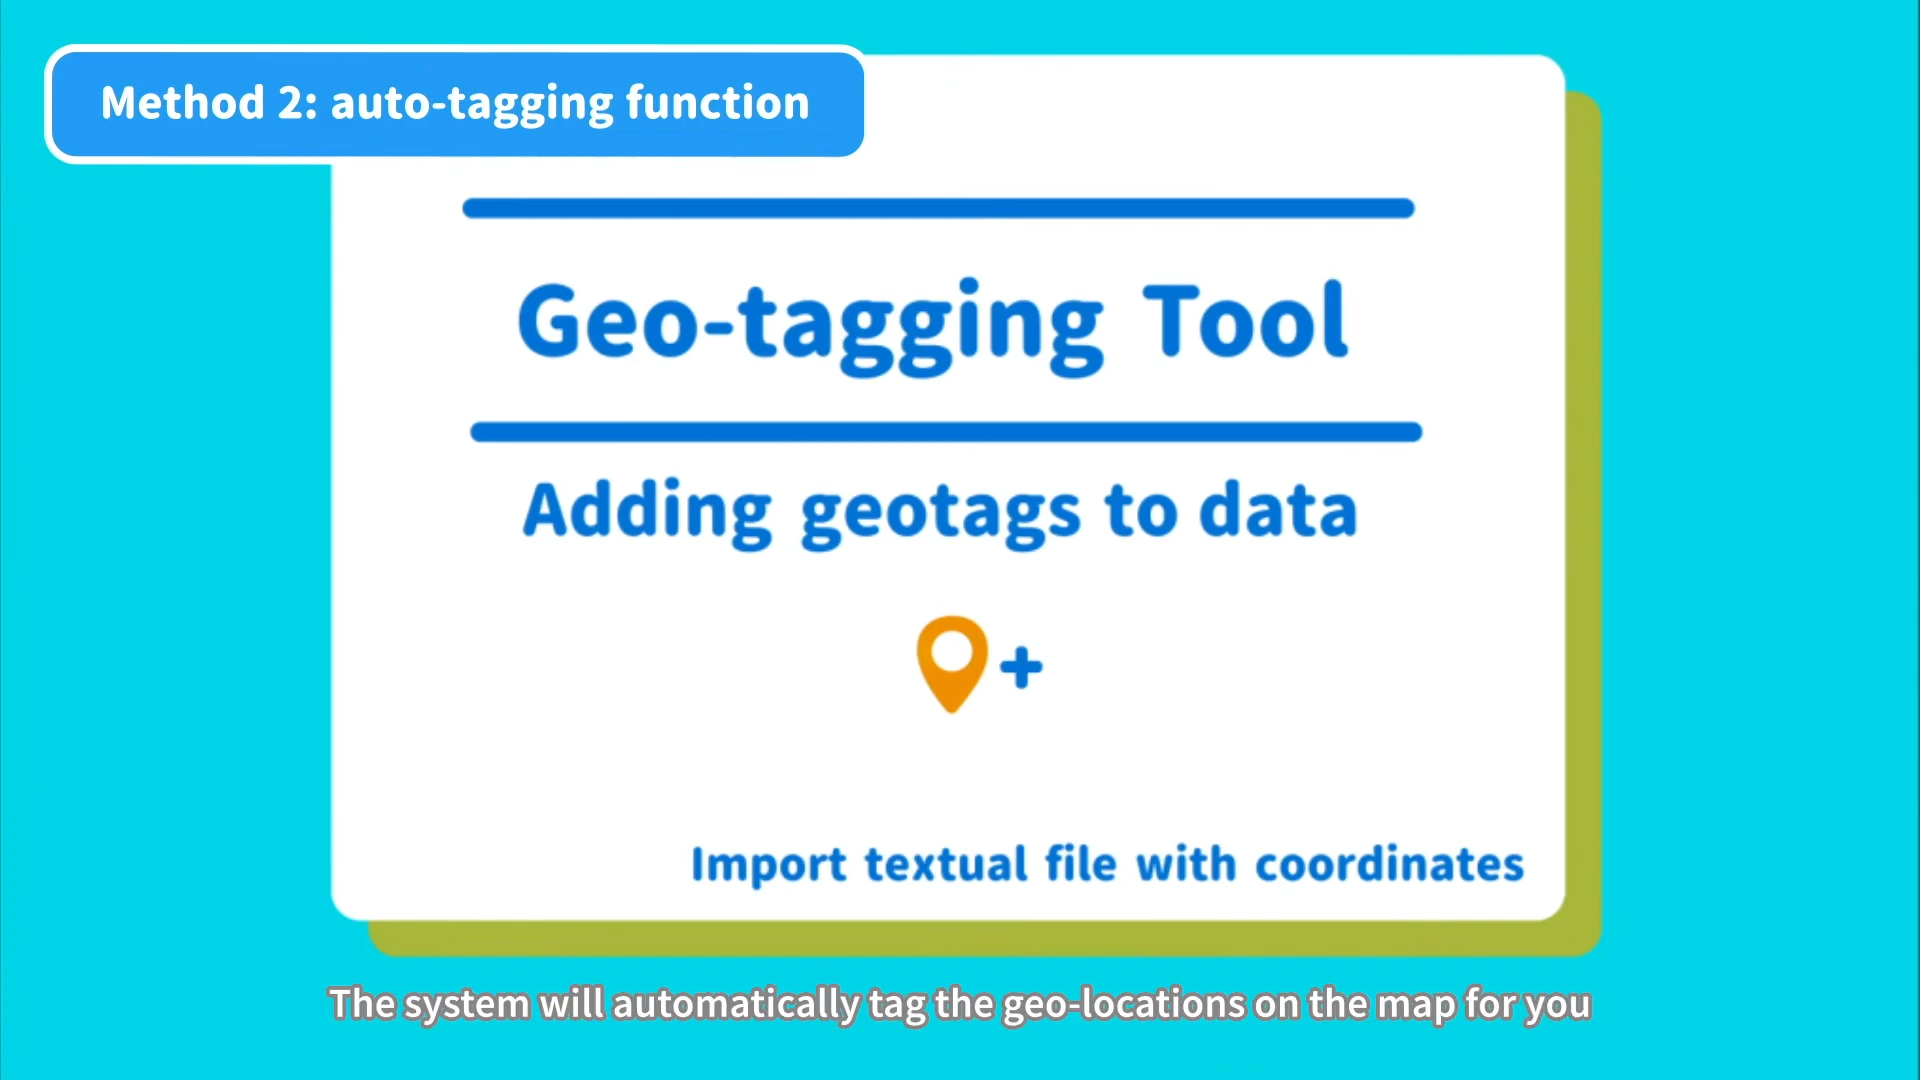 Method 2: auto-tagging function
Geo-tagging Tool
Adding geotags to data
+
Import textual file with coordinates
The system will automatically tag the geo-locations on the map for you